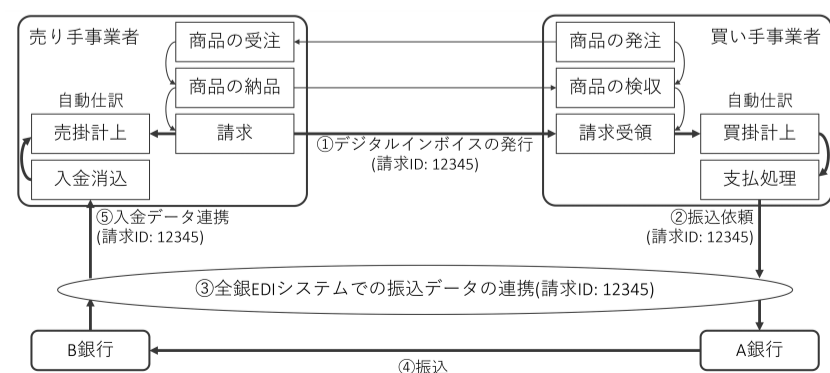 売り手事業者
商品の受注
商品の発注
買い手事業者
商品の納品
商品の検収
自動仕訳
自動仕訳
売掛計上
請求
請求受領
買掛計上
①デジタルインボイスの発行
(請求ID: 12345)
入金消込
支払処理
⑤入金データ連携
(請求ID: 12345)
②振込依頼
(請求ID: 12345)
③全銀EDIシステムでの振込データの連携(請求ID: 12345)
B銀行
A銀行
④振込